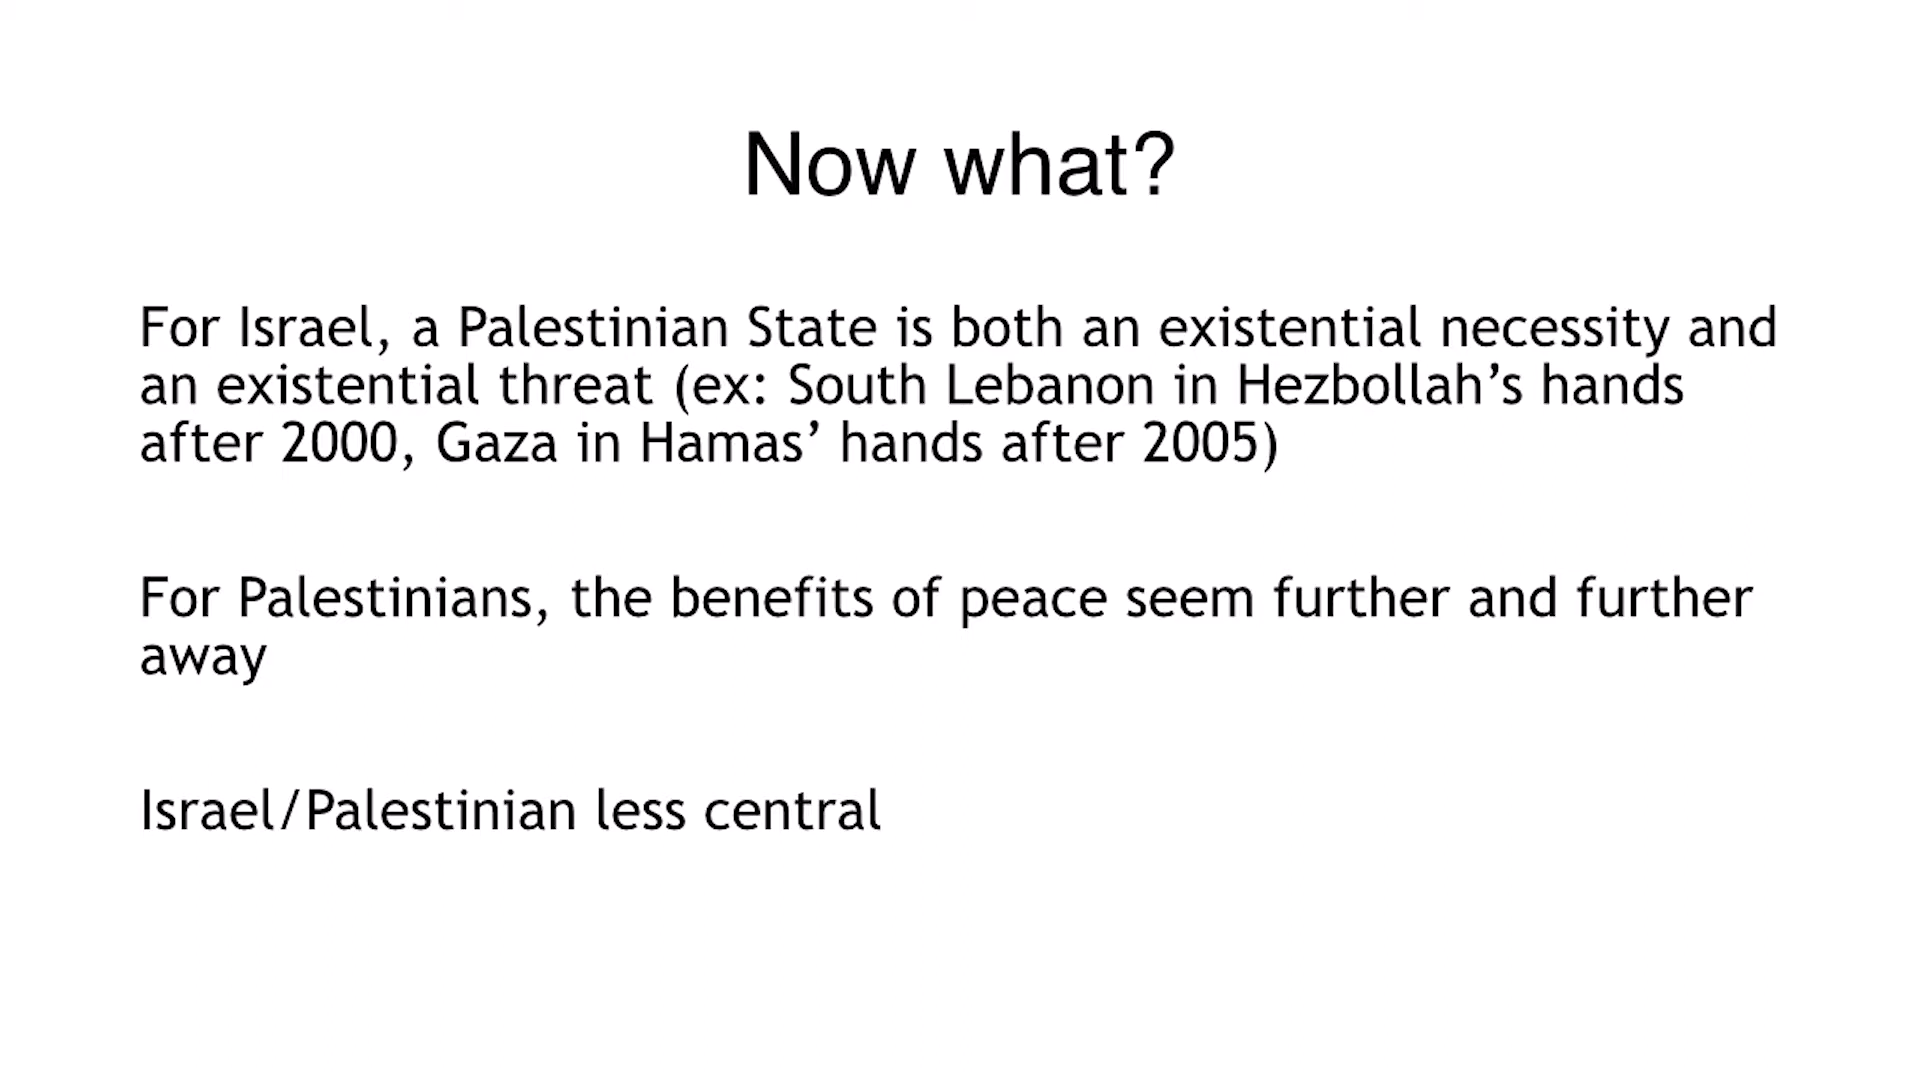 Now what?
For Israel, a Palestinian State is both an existential necessity and
an existential threat (ex: South Lebanon in Hezbollah’s hands
after 2000, Gaza in Hamas’ hands after 2005)
For Palestinians, the benefits of peace seem further and further
away
Israel/Palestinian less central